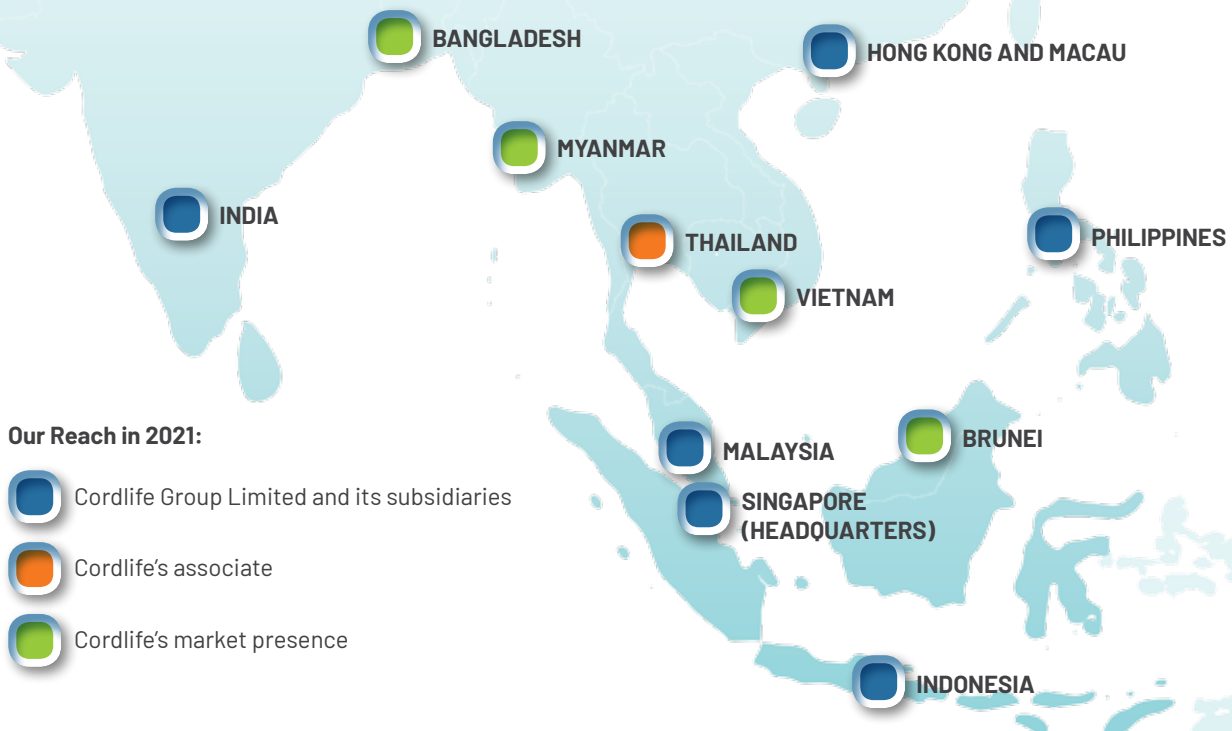 BANGLADESH
HONG KONG AND MACAU
MYANMAR
INDIA
THAILAND
PHILIPPINES
VIETNAM
Our Reach in 2021:
Cordlife Group Limited and its subsidiaries
Cordlife's associate
Cordlife's market presence
MALAYSIA
BRUNEI
SINGAPORE
(HEADQUARTERS)
INDONESIA